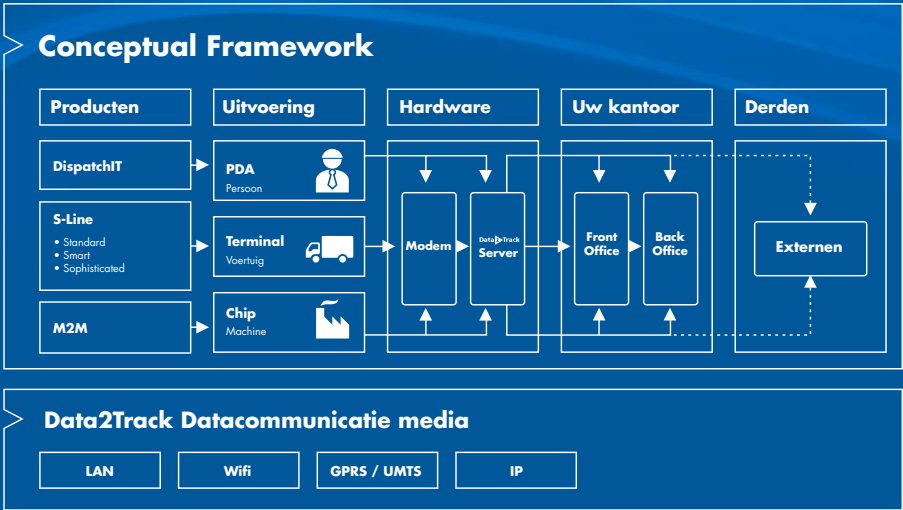 Conceptual Framework
Producten
Uitvoering
Hardware
Uw kantoor
Derden
DispatchIT
PDA
Persoon
S-Line
• Standard
• Smart
• Sophisticated
Terminal
Voertuig
Modem
Data Track
Server
Front
Office
Back
Office
Externen
M2M
Chip
Machine
Data2Track Datacommunicatie media
LAN
Wifi
GPRS / UMTS
IP